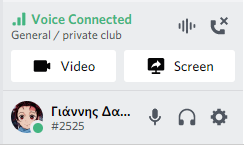 Voice Connected
General / private club
Video Screen
Γιάννης Δα...
#2525